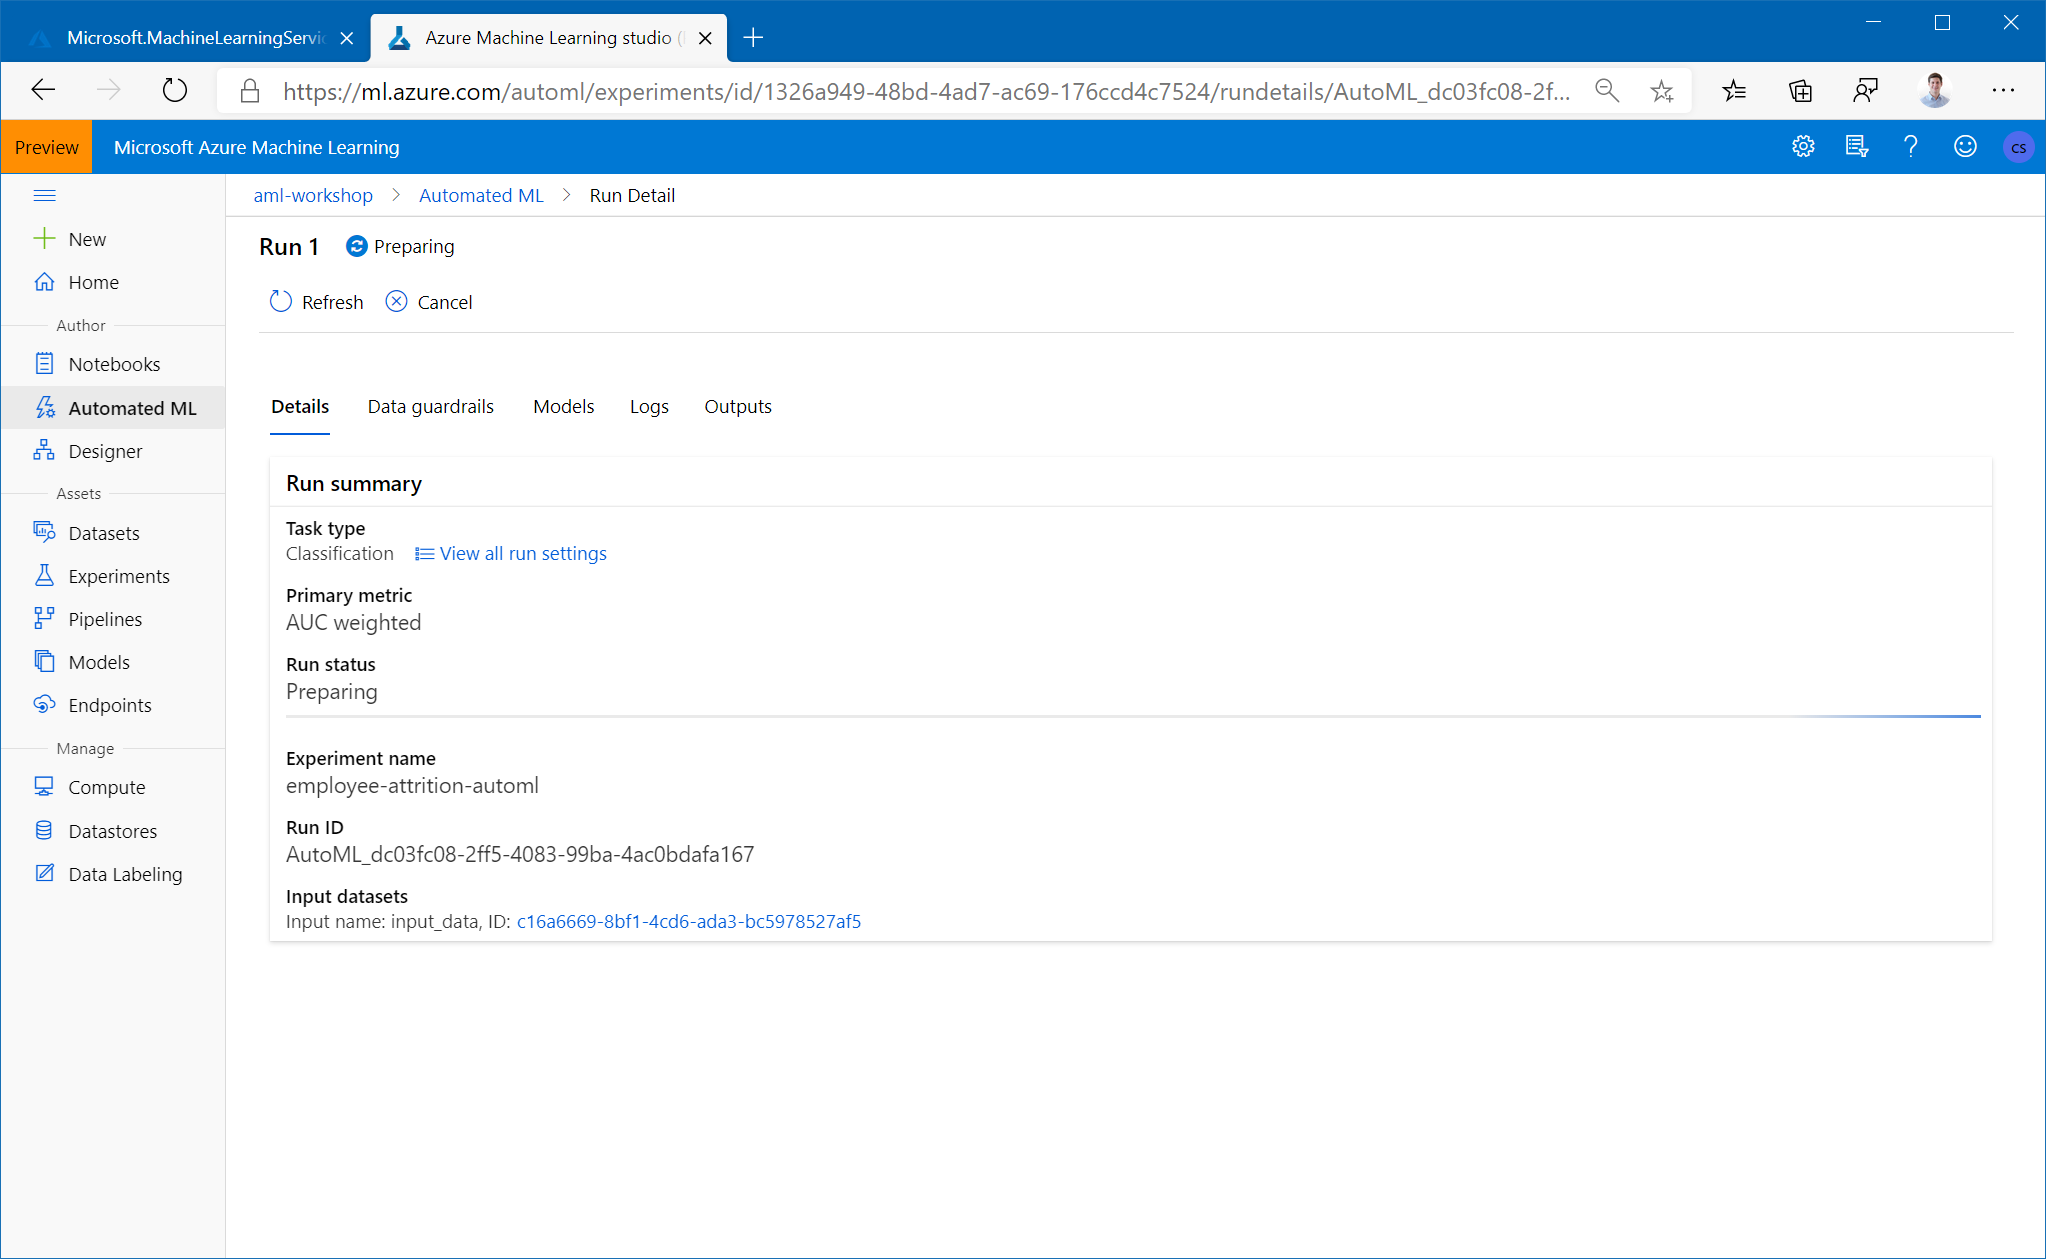 Microsoft.MachineLearningServic
Azure Machine Learning studio (
https://ml.azure.com/automl/experiments/id/1326a949-48bd-4ad7-ac69-176ccd4c7524/rundetails/AutoML_dc03fc08-2f...
Preview
Microsoft Azure Machine Learning
CS
aml-workshop > Automated ML > Run Detail
New
Home
Author
Notebooks
Automated ML
Designer
Assets
Datasets
Experiments
Pipelines
Models
Endpoints
Manage
Compute
Datastores
Data Labeling
Run 1 Preparing
Refresh Cancel
Details Data guardrails Models Logs Outputs
Run summary
Task type
Classification View all run settings
Primary metric
AUC weighted
Run status
Preparing
Experiment name
employee-attrition-automl
Run ID
AutoML_dc03fc08-2ff5-4083-99ba-4ac0bdafa167
Input datasets
Input name: input_data, ID: c16a6669-8bf1-4cd6-ada3-bc5978527af5